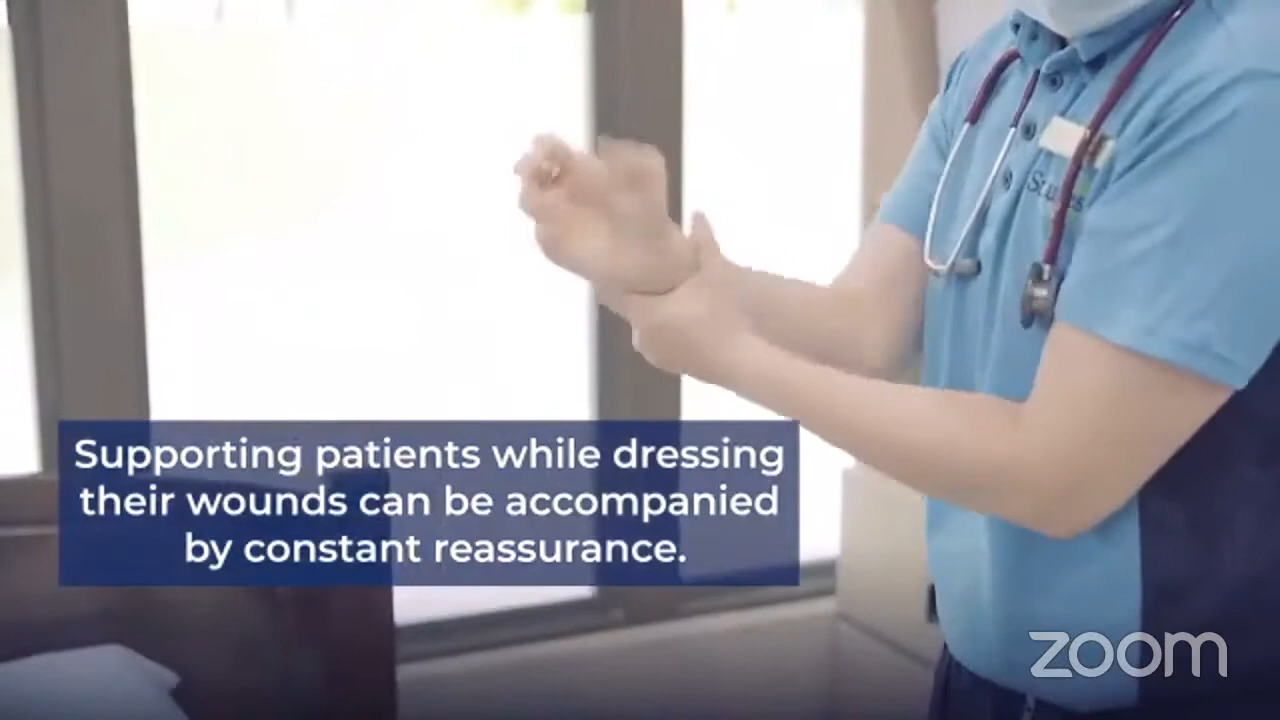 Supporting patients while dressing
their wounds can be accompanied
by constant reassurance.
zoom